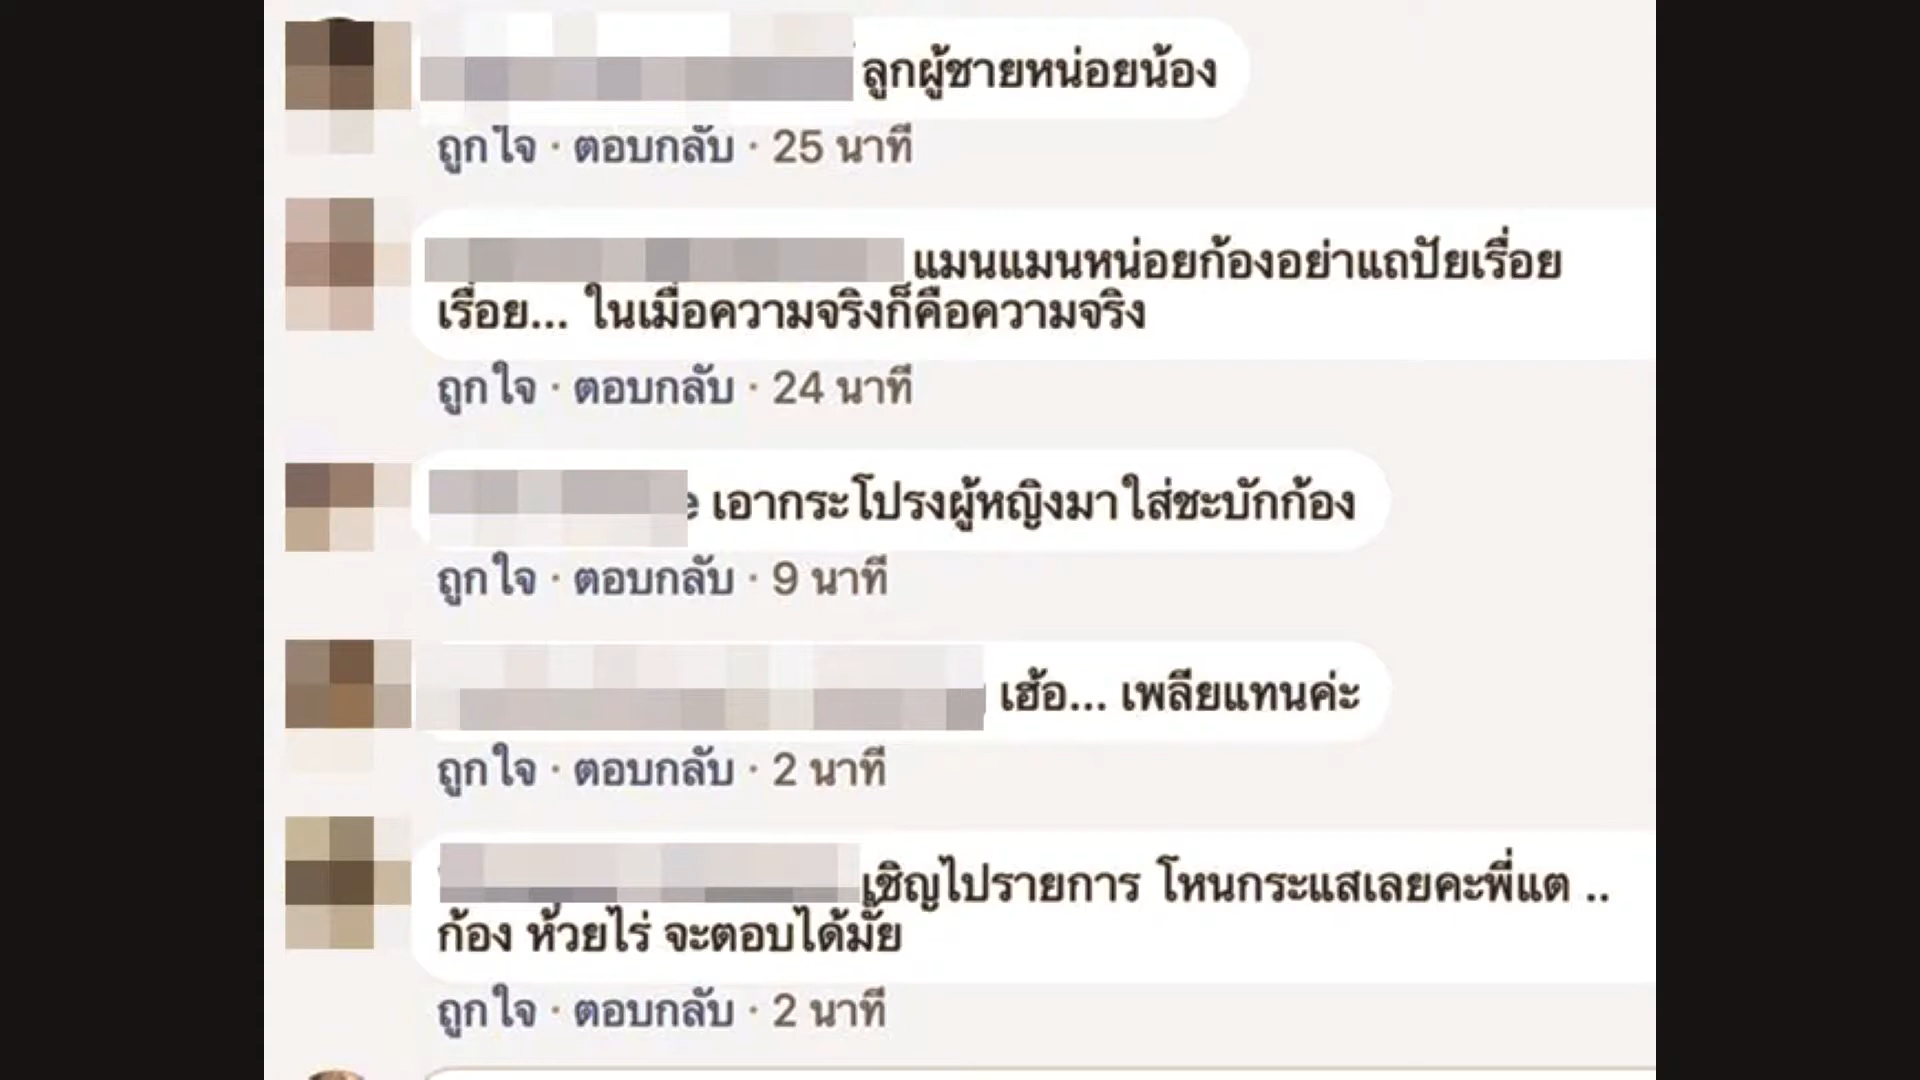 ลูกผู้ชายหน่อยน้อง
ถูกใจ · ตอบกลับ · 25 นาที
แมนแมนหน่อยก้องอย่าแถปัยเรื่อย
เรื่อย... ในเมื่อความจริงก็คือความจริง
ถูกใจ · ตอบกลับ · 24 นาที
เอากระโปรงผู้หญิงมาใส่ชะบักก้อง
ถูกใจ · ตอบกลับ · 9 นาที
เฮ้อ... เพลียแทนค่ะ
ถูกใจ · ตอบกลับ · 2 นาที
เชิญไปรายการ โหนกระแสเลยคะพี่แต ..
ก้อง ห้วยไร่ จะตอบได้มั้ย
ถูกใจ · ตอบกลับ · 2 นาที